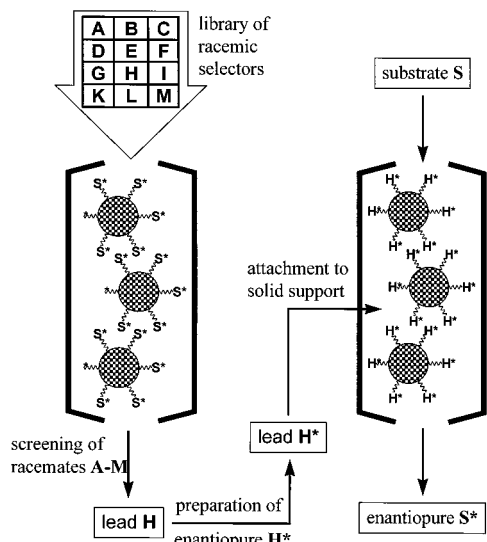 library of
racemic
selectors
A B C
D E F
G H I
K L M
substrate S
S* S*
S*
S* S*
S* S*
S*
S* S*
S* S*
S*
S* S*
H* H*
H* H*
H* H*
H* H*
H* H*
H* H*
H* H*
H* H*
H* H*
attachment to
solid support
screening of
racemates A-M
lead H*
lead H
preparation of
enantiopure H*
enantiopure S*